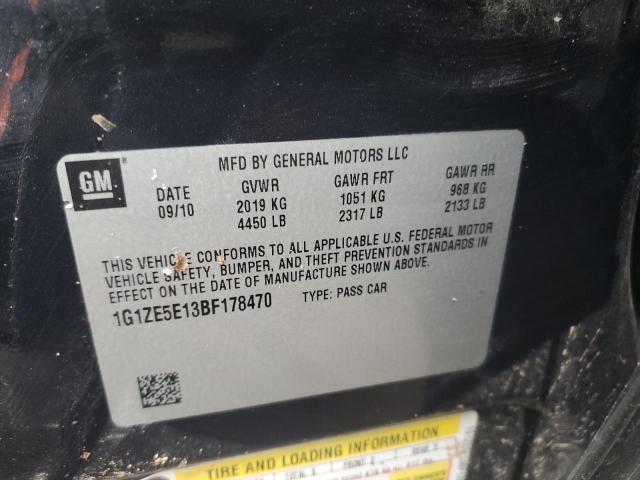 MFD BY GENERAL MOTORS LLC
GM
DATE GVWR GAWR FRT GAWR RR
09/10 2019 KG 1051 KG 968 KG
4450 LB 2317 LB 2133 LB
THIS VEHICLE CONFORMS TO ALL APPLICABLE U.S. FEDERAL MOTOR
VEHICLE SAFETY, BUMPER, AND THEFT PREVENTION STANDARDS IN
EFFECT ON THE DATE OF MANUFACTURE SHOWN ABOVE.
1G1ZE5E13BF178470 TYPE: PASS CAR
TIRE AND LOADING INFORMATION